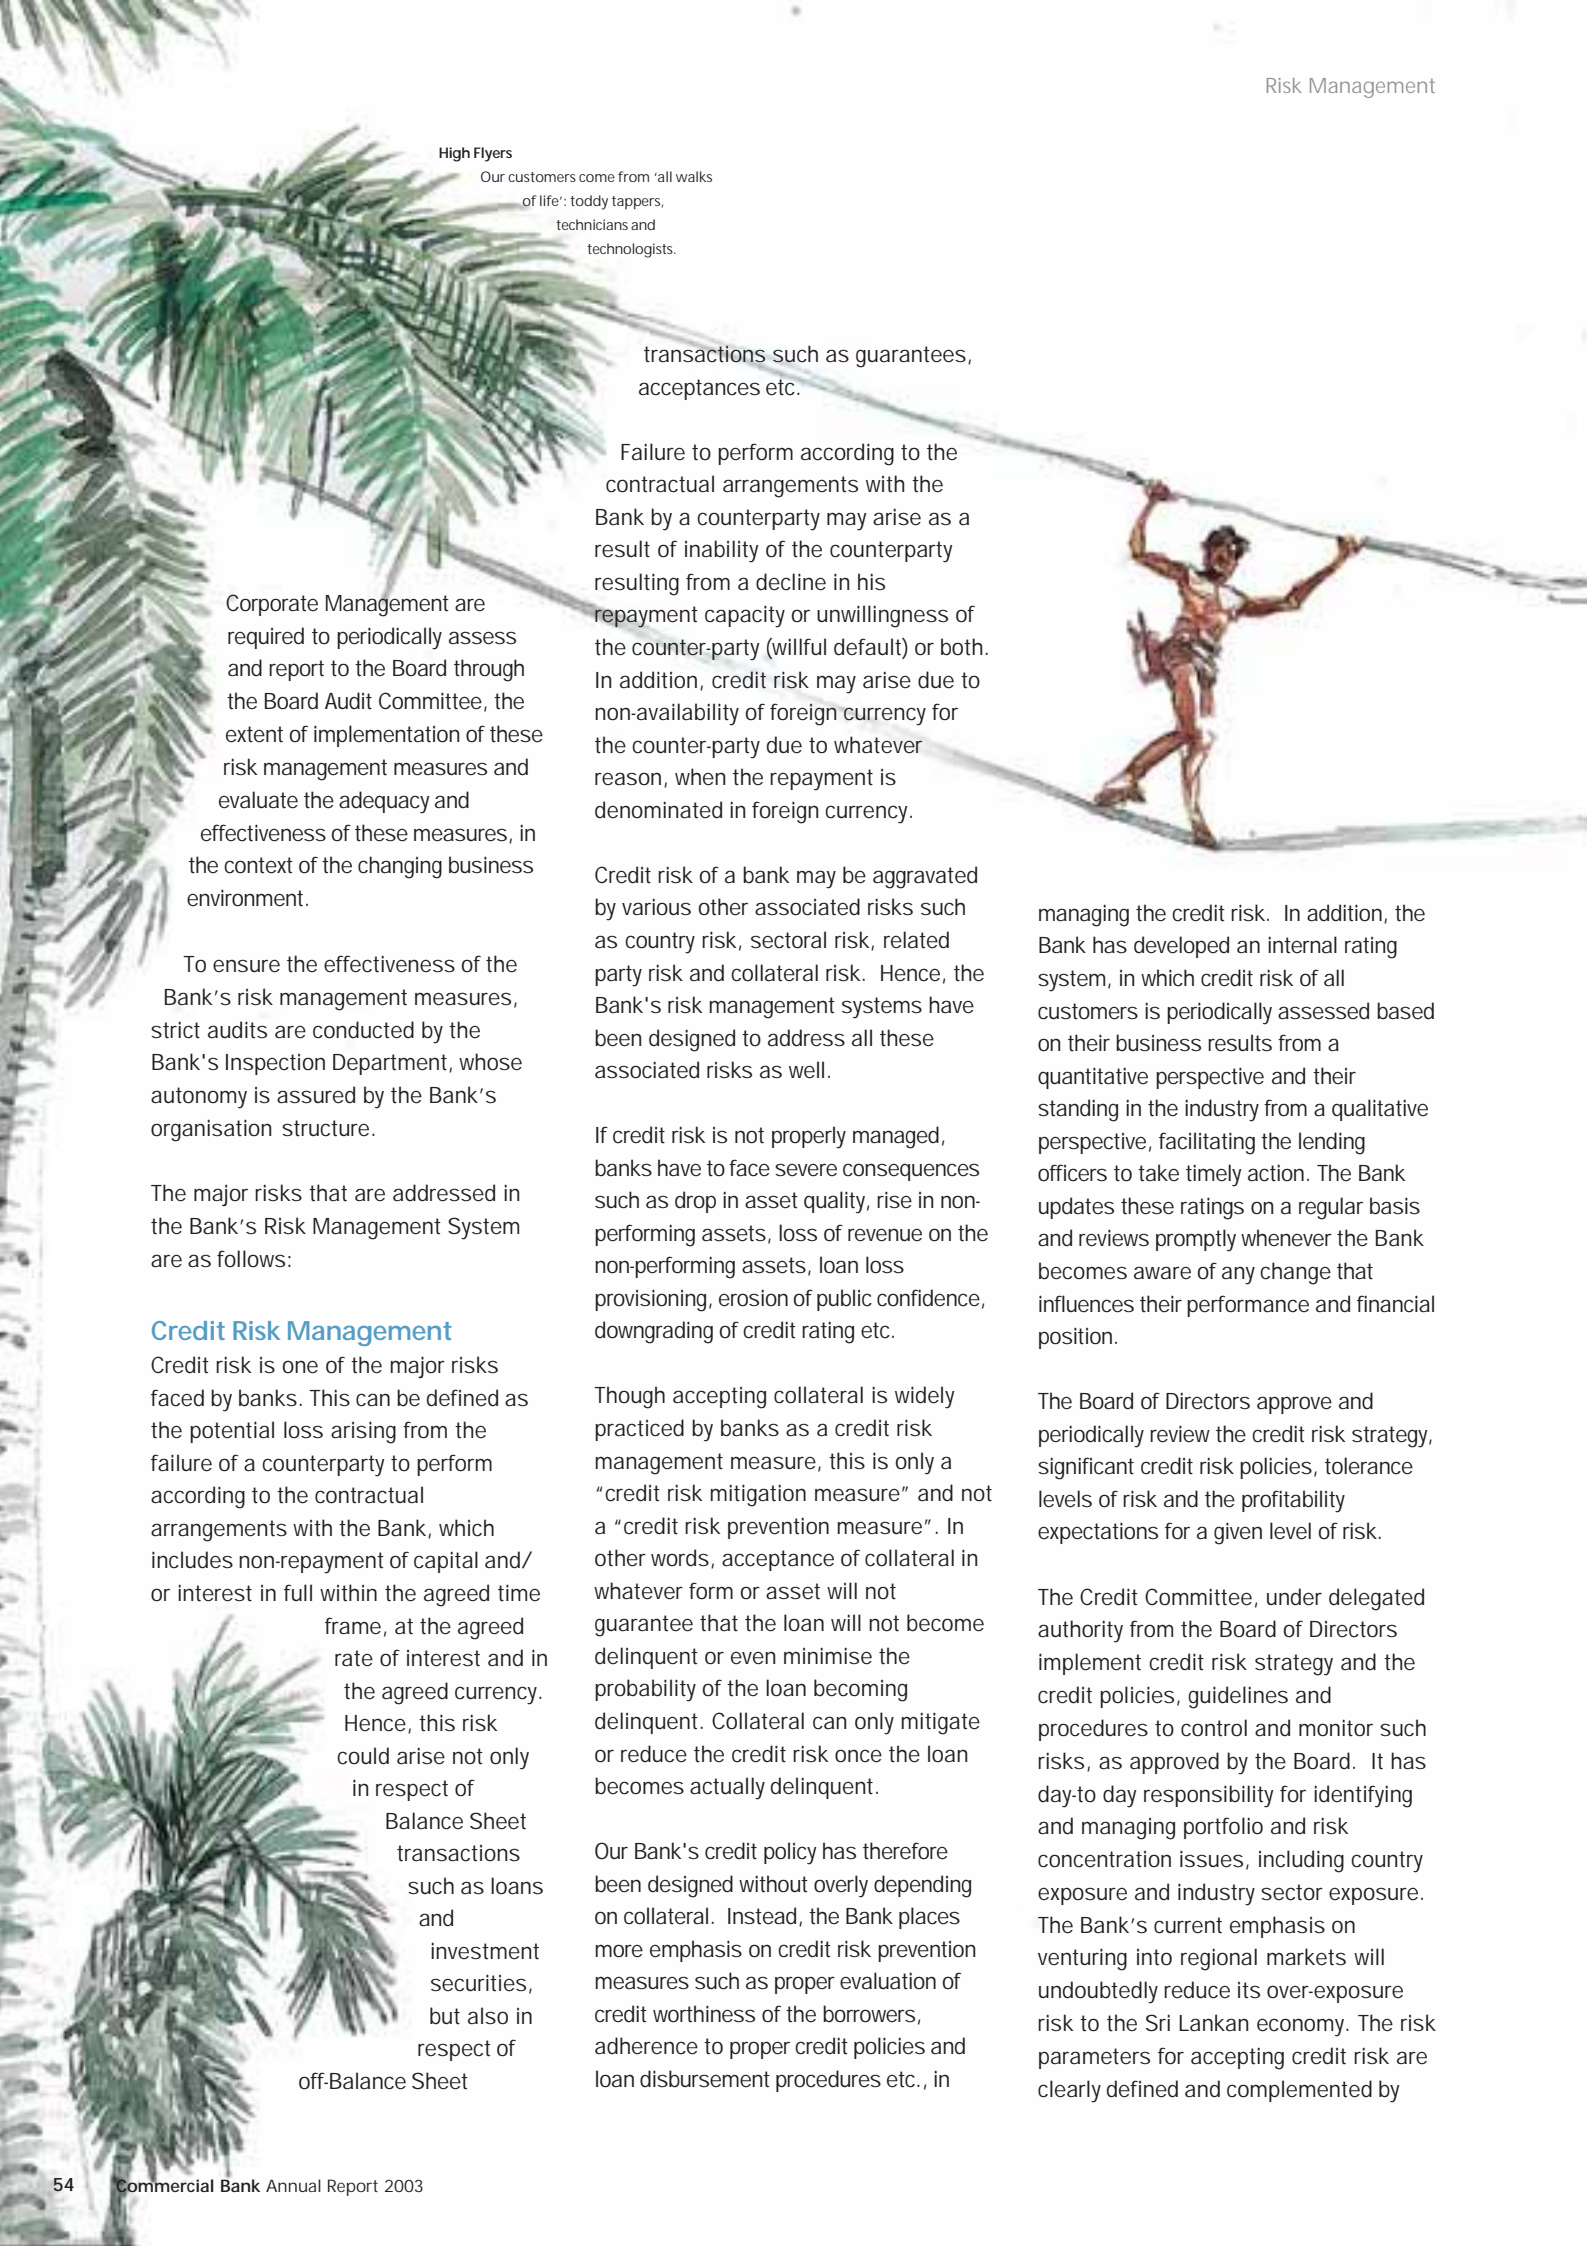 Risk Management
High Flyers
Our customers come from ‘all walks
of life’: toddy tappers,
technicians and
technologists.
Corporate Management are
required to periodically assess
and report to the Board through
the Board Audit Committee, the
extent of implementation of these
risk management measures and
evaluate the adequacy and
effectiveness of these measures, in
the context of the changing business
environment.
To ensure the effectiveness of the
Bank’s risk management measures,
strict audits are conducted by the
Bank's Inspection Department, whose
autonomy is assured by the Bank’s
organisation structure.
The major risks that are addressed in
the Bank’s Risk Management System
are as follows:
Credit Risk Management
Credit risk is one of the major risks
faced by banks. This can be defined as
the potential loss arising from the
failure of a counterparty to perform
according to the contractual
arrangements with the Bank, which
includes non-repayment of capital and/
or interest in full within the agreed time
frame, at the agreed
rate of interest and in
the agreed currency.
Hence, this risk
could arise not only
in respect of
Balance Sheet
transactions
such as loans
and
investment
securities,
but also in
respect of
off-Balance Sheet
transactions such as guarantees,
acceptances etc.
Failure to perform according to the
contractual arrangements with the
Bank by a counterparty may arise as a
result of inability of the counterparty
resulting from a decline in his
repayment capacity or unwillingness of
the counter-party (willful default) or both.
In addition, credit risk may arise due to
non-availability of foreign currency for
the counter-party due to whatever
reason, when the repayment is
denominated in foreign currency.
Credit risk of a bank may be aggravated
by various other associated risks such
as country risk, sectoral risk, related
party risk and collateral risk.  Hence, the
Bank's risk management systems have
been designed to address all these
associated risks as well.
If credit risk is not properly managed,
banks have to face severe consequences
such as drop in asset quality, rise in non-
performing assets, loss of revenue on the
non-performing assets, loan loss
provisioning, erosion of public confidence,
downgrading of credit rating etc.
Though accepting collateral is widely
practiced by banks as a credit risk
management measure, this is only a
“credit risk mitigation measure” and not
a “credit risk prevention measure”. In
other words, acceptance of collateral in
whatever form or asset will not
guarantee that the loan will not become
delinquent or even minimise the
probability of the loan becoming
delinquent. Collateral can only mitigate
or reduce the credit risk once the loan
becomes actually delinquent.
Our Bank's credit policy has therefore
been designed without overly depending
on collateral.  Instead, the Bank places
more emphasis on credit risk prevention
measures such as proper evaluation of
credit worthiness of the borrowers,
adherence to proper credit policies and
loan disbursement procedures etc., in
managing the credit risk.  In addition, the
Bank has developed an internal rating
system, in which credit risk of all
customers is periodically assessed based
on their business results from a
quantitative perspective and their
standing in the industry from a qualitative
perspective, facilitating the lending
officers to take timely action. The Bank
updates these ratings on a regular basis
and reviews promptly whenever the Bank
becomes aware of any change that
influences their performance and financial
position.
The Board of Directors approve and
periodically review the credit risk strategy,
significant credit risk policies, tolerance
levels of risk and the profitability
expectations for a given level of risk.
The Credit Committee, under delegated
authority from the Board of Directors
implement credit risk strategy and the
credit policies, guidelines and
procedures to control and monitor such
risks, as approved by the Board.  It has
day-to day responsibility for identifying
and managing portfolio and risk
concentration issues, including country
exposure and industry sector exposure.
The Bank’s current emphasis on
venturing into regional markets will
undoubtedly reduce its over-exposure
risk to the Sri Lankan economy. The risk
parameters for accepting credit risk are
clearly defined and complemented by
54 Commercial Bank Annual Report 2003